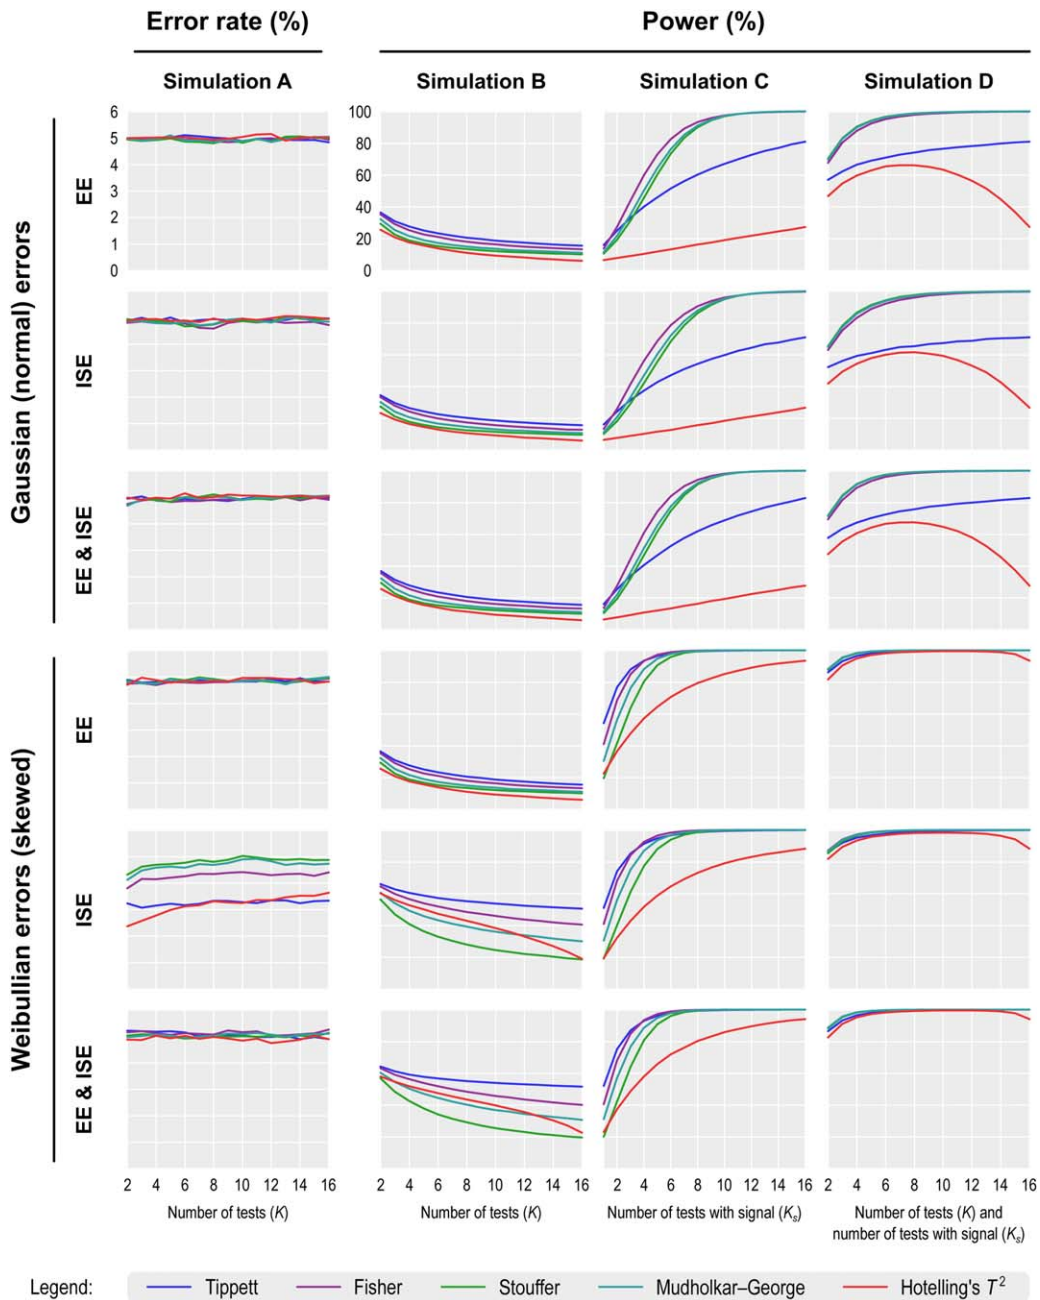 Error rate (%) Power (%)
Simulation A Simulation B Simulation C Simulation D
Gaussian (normal) errors
EE
6
5
4
3
2
1
0
100
80
60
40
20
0
ISE
EE & ISE
Weibullian errors (skewed)
EE
ISE
EE & ISE
2 4 6 8 10 12 14 16 2 4 6 8 10 12 14 16 2 4 6 8 10 12 14 16 2 4 6 8 10 12 14 16
Number of tests (K) Number of tests (K) Number of tests with signal (Kₛ) Number of tests (K) and
number of tests with signal (Kₛ)
Legend: Tippett Fisher Stouffer Mudholkar–George Hotelling's T²